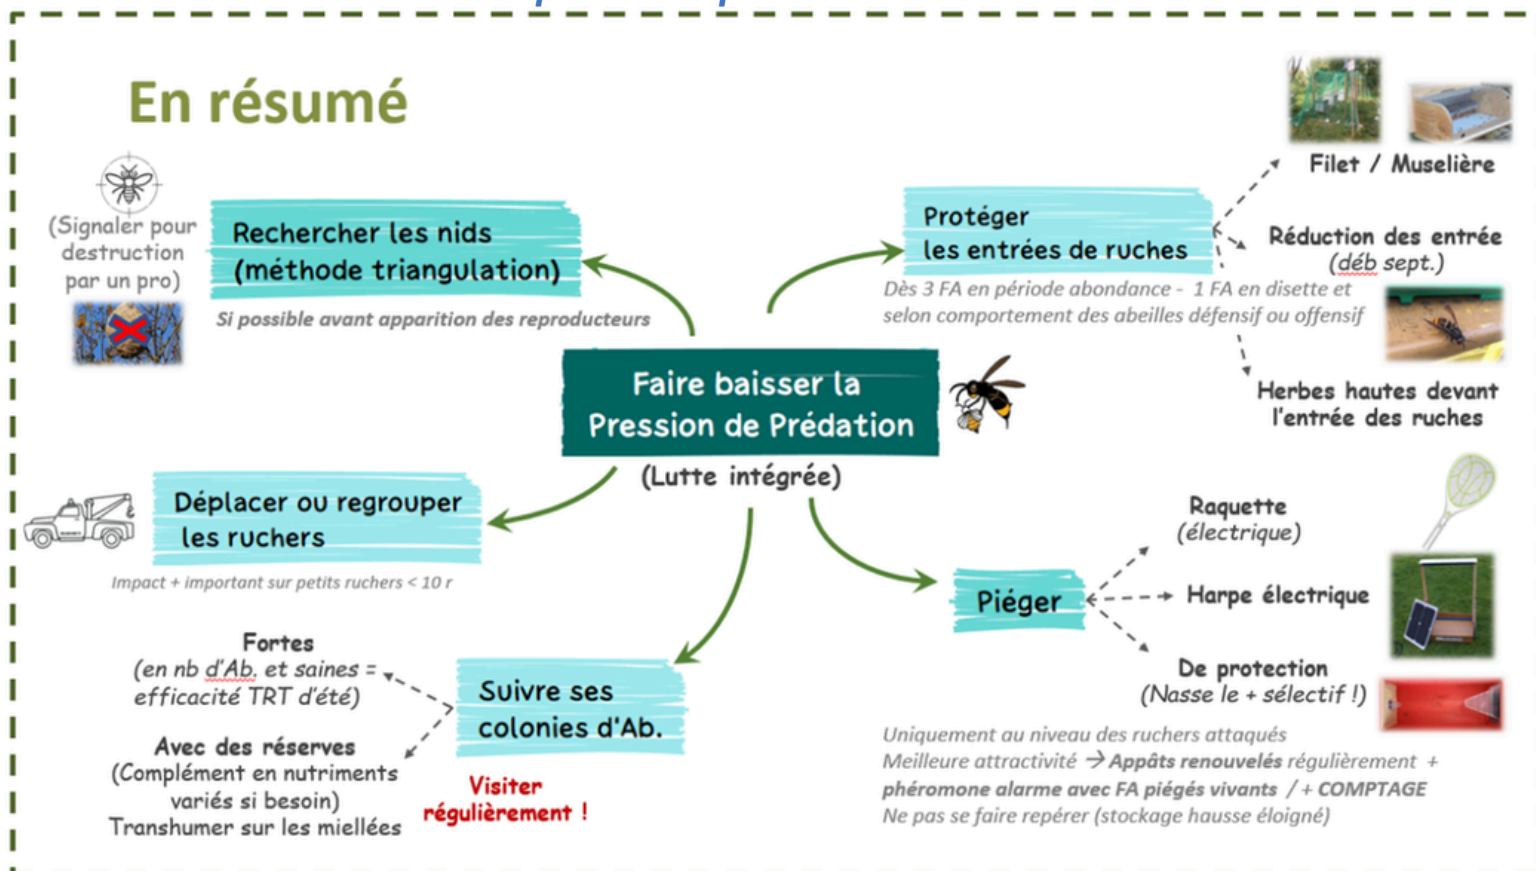 En résumé
(Signaler pour
destruction
par un pro)
Rechercher les nids
(méthode triangulation)
Si possible avant apparition des reproducteurs
Filet / Muselière
Protéger
les entrées de ruches
Réduction des entrée
(déb sept.)
Dès 3 FA en période abondance - 1 FA en disette et
selon comportement des abeilles défensif ou offensif
Herbes hautes devant
l'entrée des ruches
Faire baisser la
Pression de Prédation
(Lutte intégrée)
Déplacer ou regrouper
les ruchers
Impact + important sur petits ruchers < 10 r
Raquette
(électrique)
Harpe électrique
Piéger
De protection
(Nasse le + sélectif !)
Uniquement au niveau des ruchers attaqués
Meilleure attractivité → Appâts renouvelés régulièrement +
phéromone alarme avec FA piégés vivants / + COMPTAGE
Ne pas se faire repérer (stockage hausse éloigné)
Fortes
(en nb d'Ab. et saines =
efficacité TRT d'été)
Suivre ses
colonies d'Ab.
Avec des réserves
(Complément en nutriments
variés si besoin)
Transhumer sur les miellées
Visiter
régulièrement !